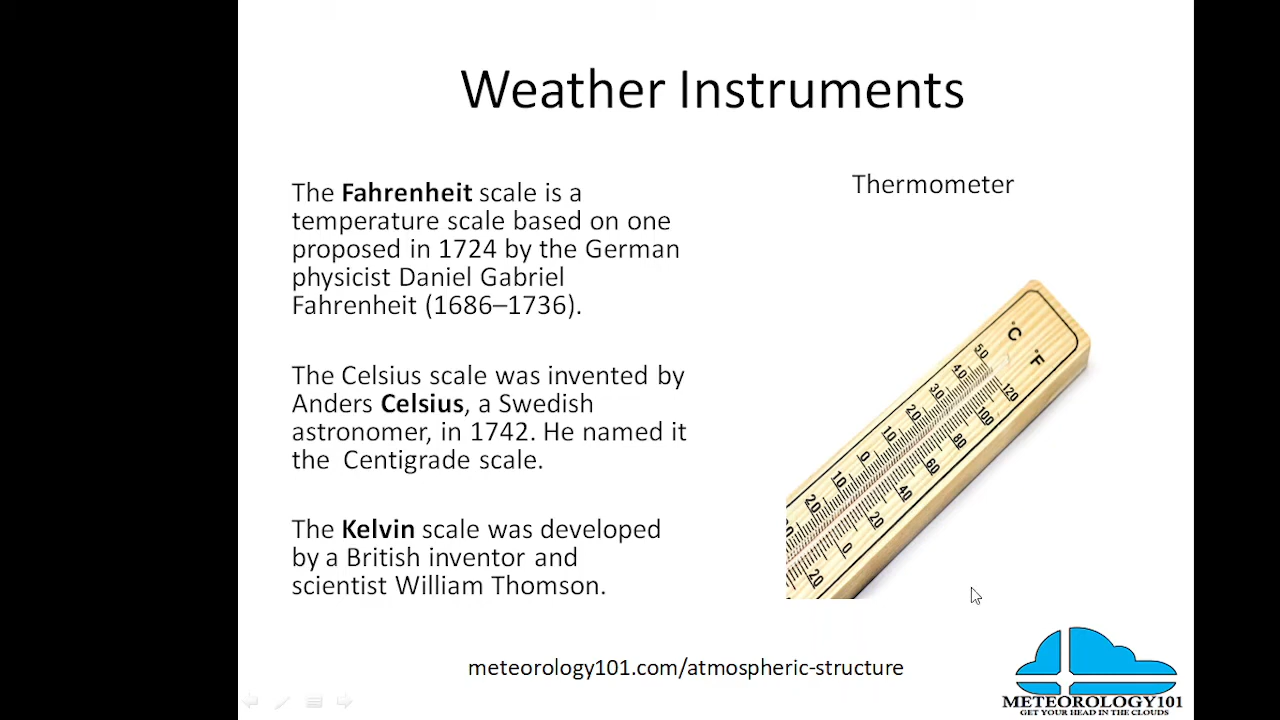 Weather Instruments
The Fahrenheit scale is a
temperature scale based on one
proposed in 1724 by the German
physicist Daniel Gabriel
Fahrenheit (1686–1736).
The Celsius scale was invented by
Anders Celsius, a Swedish
astronomer, in 1742. He named it
the  Centigrade scale.
The Kelvin scale was developed
by a British inventor and
scientist William Thomson.
Thermometer
°C
°F
50
40
30
20
10
0
10
20
120
100
80
60
40
20
0
20
meteorology101.com/atmospheric-structure
METEOROLOGY101
GET YOUR HEAD IN THE CLOUDS